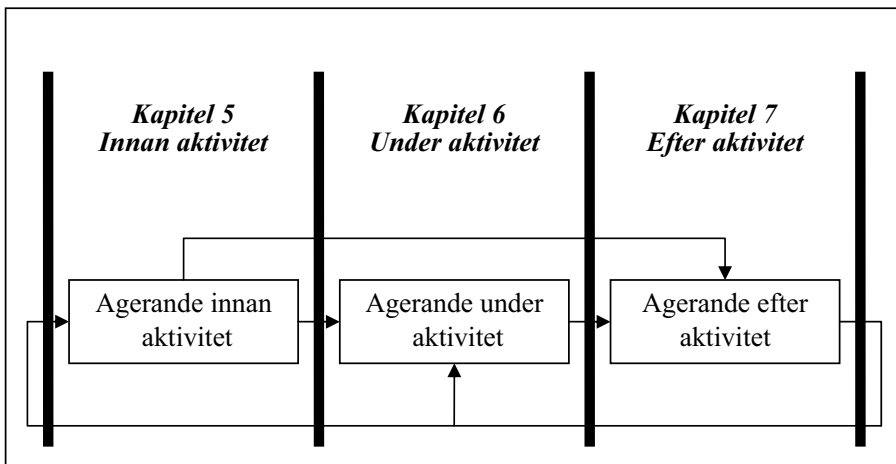 Kapitel 5
Innan aktivitet
Kapitel 6
Under aktivitet
Kapitel 7
Efter aktivitet
Agerande innan
aktivitet
Agerande under
aktivitet
Agerande efter
aktivitet